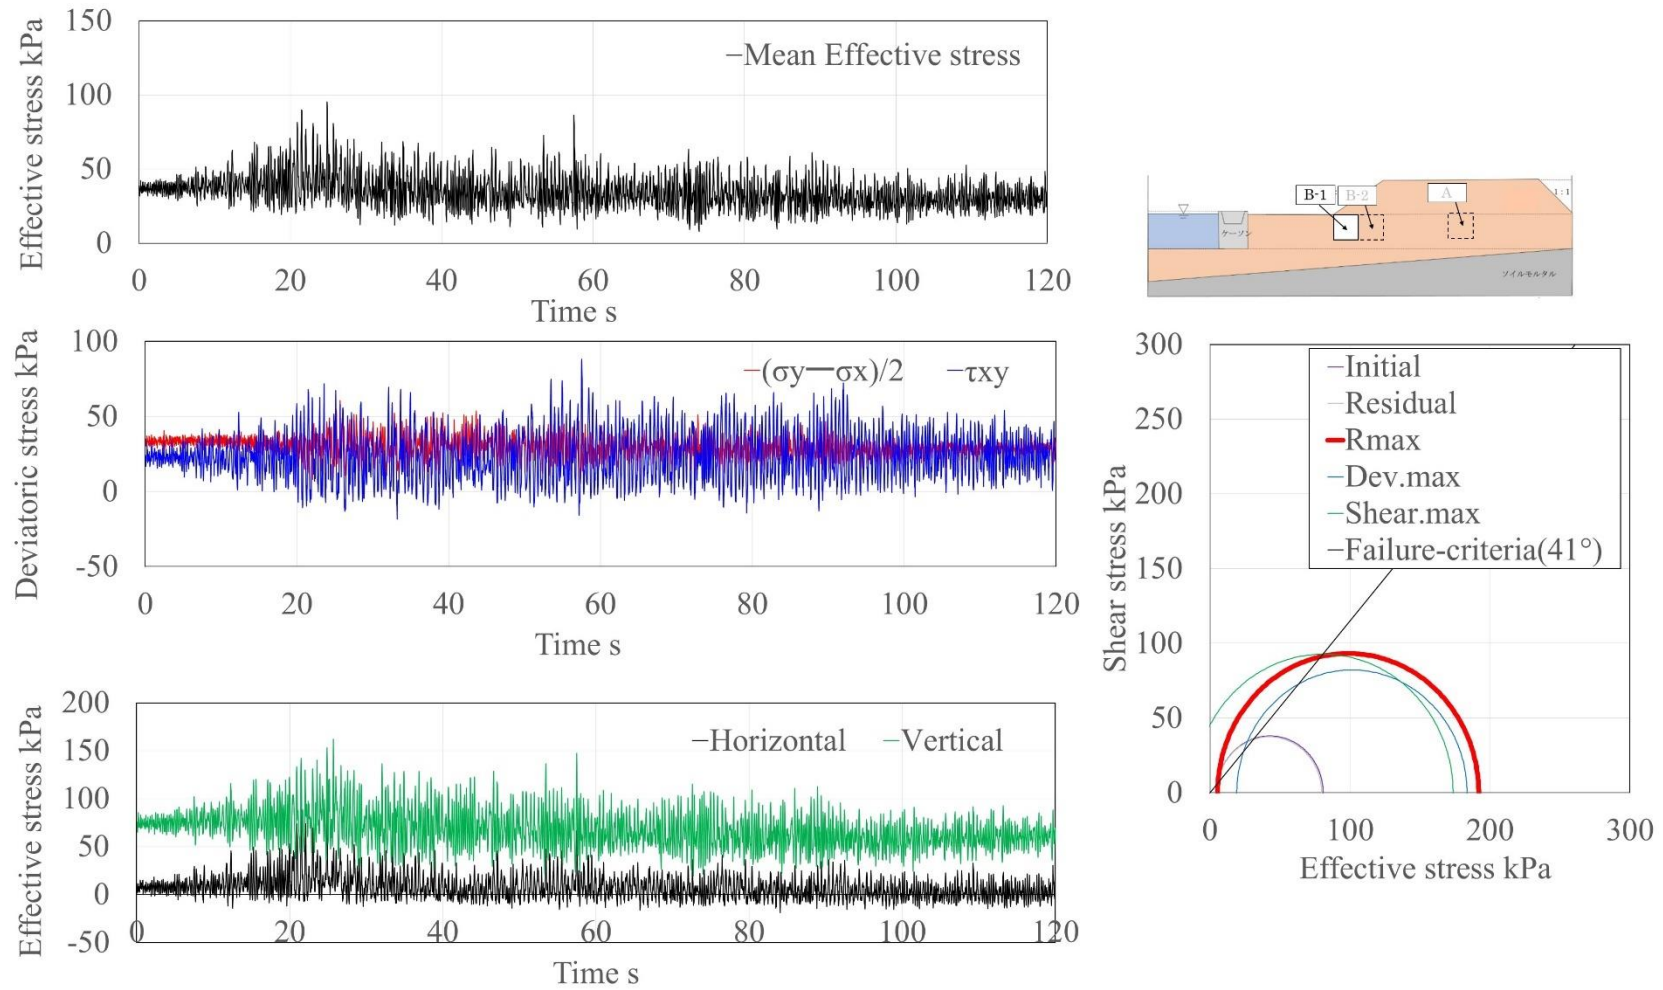 Effective stress kPa
150
100
50
0
−Mean Effective stress
0 20 40 60 80 100 120
Time s
Deviatoric stress kPa
100
50
0
-50
−(σy−σx)/2 −τxy
0 20 40 60 80 100 120
Time s
Effective stress kPa
200
150
100
50
0
-50
−Horizontal −Vertical
0 20 40 60 80 100 120
Time s
B-1 B-2 A
1:1
ケーソン
ソイルモルタル
Shear stress kPa
300
250
200
150
100
50
0
−Initial
Residual
−Rmax
−Dev.max
−Shear.max
−Failure-criteria(41°)
0 100 200 300
Effective stress kPa